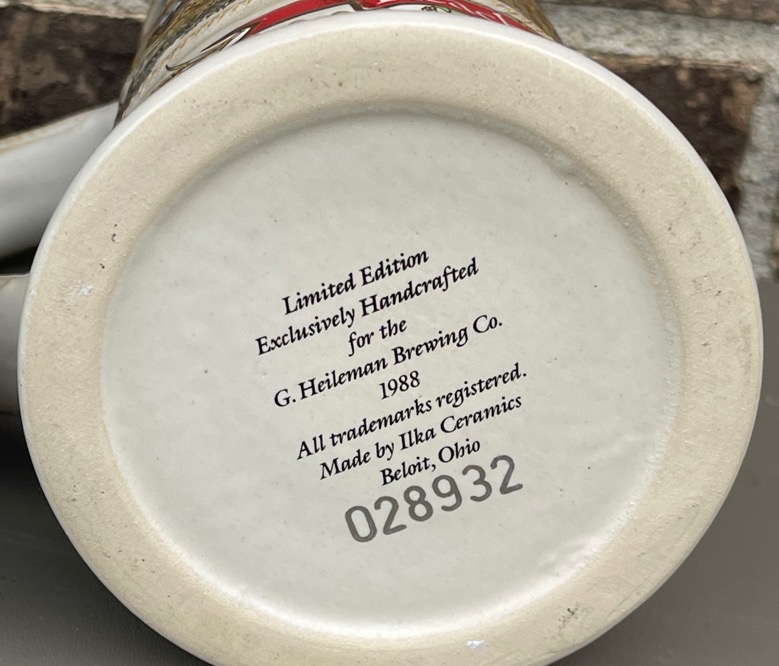 Limited Edition
Exclusively Handcrafted
for the
G. Heileman Brewing Co.
1988
All trademarks registered.
Made by Ilka Ceramics
Beloit, Ohio
028932